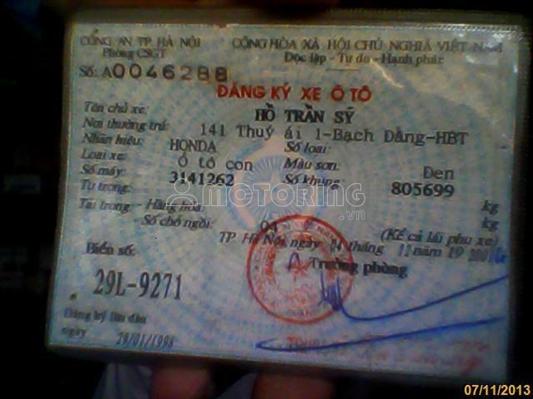 CÔNG AN TP. HÀ NỘI
Phòng CSGT
CỘNG HÒA XÃ HỘI CHỦ NGHĨA VIỆT NAM
Độc lập - Tự do - Hạnh phúc
Số: A0046288
ĐĂNG KÝ XE Ô TÔ
Tên chủ xe: HỒ TRẦN SỸ
Nơi thường trú: 141 Thuý ái 1-Bạch Đằng-HBT
Nhãn hiệu: HONDA Số loại:
Loại xe: Ô tô con Màu sơn: Đen
Số máy: 3141262 Số khung: 805699
Tự trọng: kg
Tải trọng - Hàng hóa: kg
Số chỗ ngồi: 04 (Kể cả lái phụ xe)
TP Hà Nội, ngày tháng 11 năm
Trưởng phòng
Biển số:
29L-9271
Đăng ký lần đầu
ngày 29/01/1998
MOTORING.vn
07/11/2013